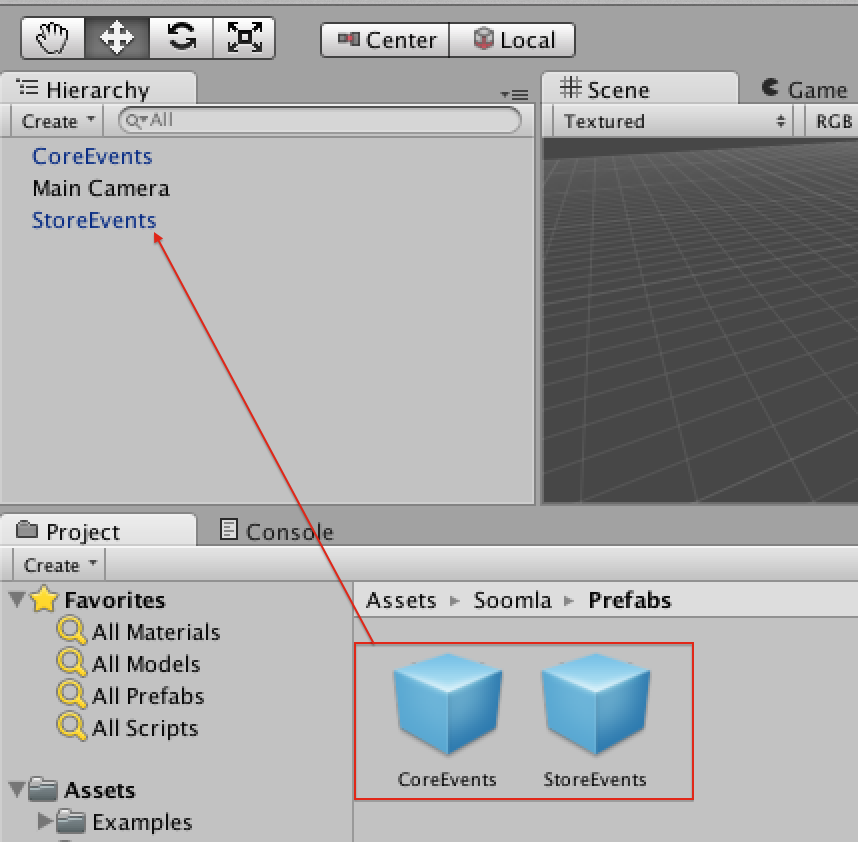 Center Local
Hierarchy
Scene Game
Create All
Textured RGB
CoreEvents
Main Camera
StoreEvents
Project Console
Create
Favorites
All Materials
All Models
All Prefabs
All Scripts
Assets
Examples
Assets Soomla Prefabs
CoreEvents StoreEvents